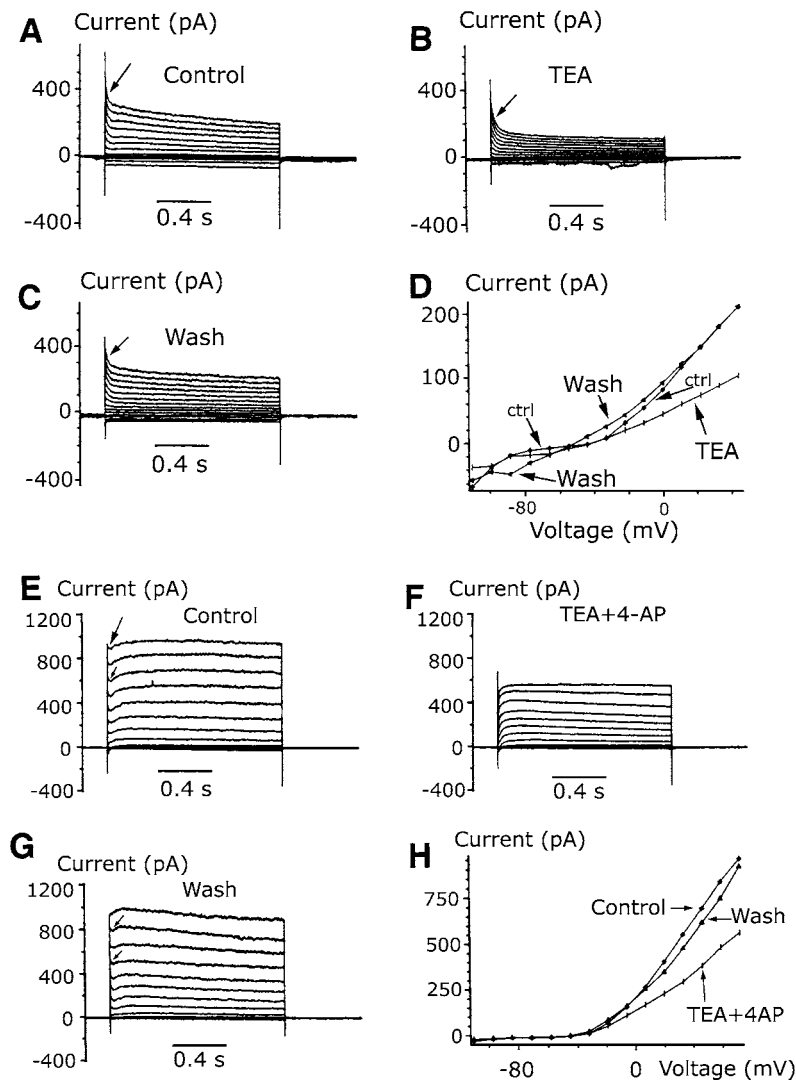 A
Current (pA)
400
0
-400
Control
0.4 s
B
Current (pA)
400
0
-400
TEA
0.4 s
C
Current (pA)
400
0
-400
Wash
0.4 s
D
Current (pA)
200
100
0
Wash
ctrl
ctrl
TEA
Wash
-80
0
Voltage (mV)
E
Current (pA)
1200
800
400
0
-400
Control
0.4 s
F
Current (pA)
1200
800
400
0
-400
TEA+4-AP
0.4 s
G
Current (pA)
1200
800
400
0
-400
Wash
0.4 s
H
Current (pA)
750
500
250
0
Control
Wash
TEA+4AP
-80
0
Voltage (mV)